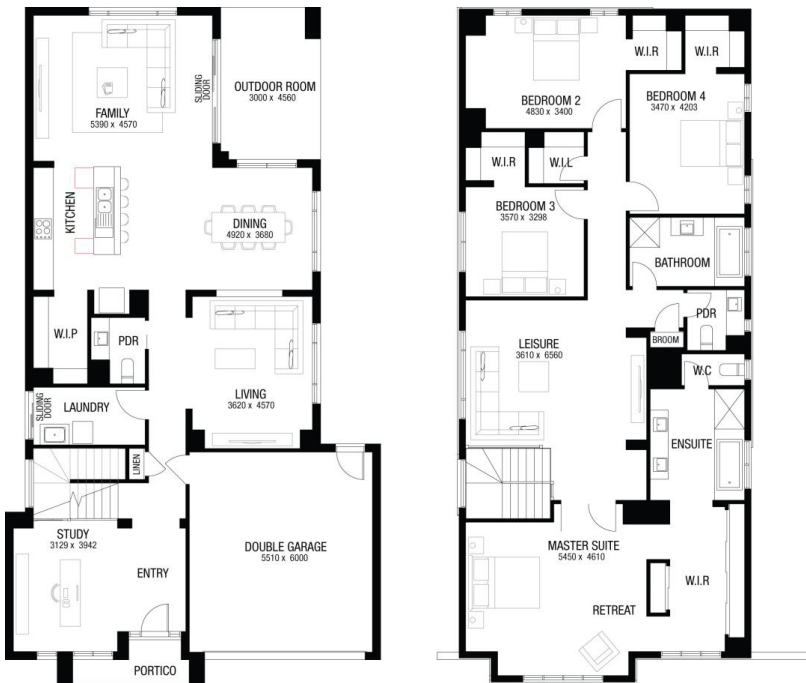 FAMILY
5390 x 4570
SLIDING DOOR
OUTDOOR ROOM
3000 x 4560
KITCHEN
DINING
4920 x 3680
W.I.P
PDR
LIVING
3620 x 4570
SLIDING
DOOR
LAUNDRY
LINEN
STUDY
3129 x 3942
ENTRY
DOUBLE GARAGE
5510 x 6000
PORTICO
BEDROOM 2
4830 x 3400
W.I.R
W.I.R
BEDROOM 4
3470 x 4203
W.I.R
W.I.L
BEDROOM 3
3570 x 3298
BATHROOM
PDR
BROOM
LEISURE
3610 x 6560
W.C
ENSUITE
MASTER SUITE
5450 x 4610
W.I.R
RETREAT